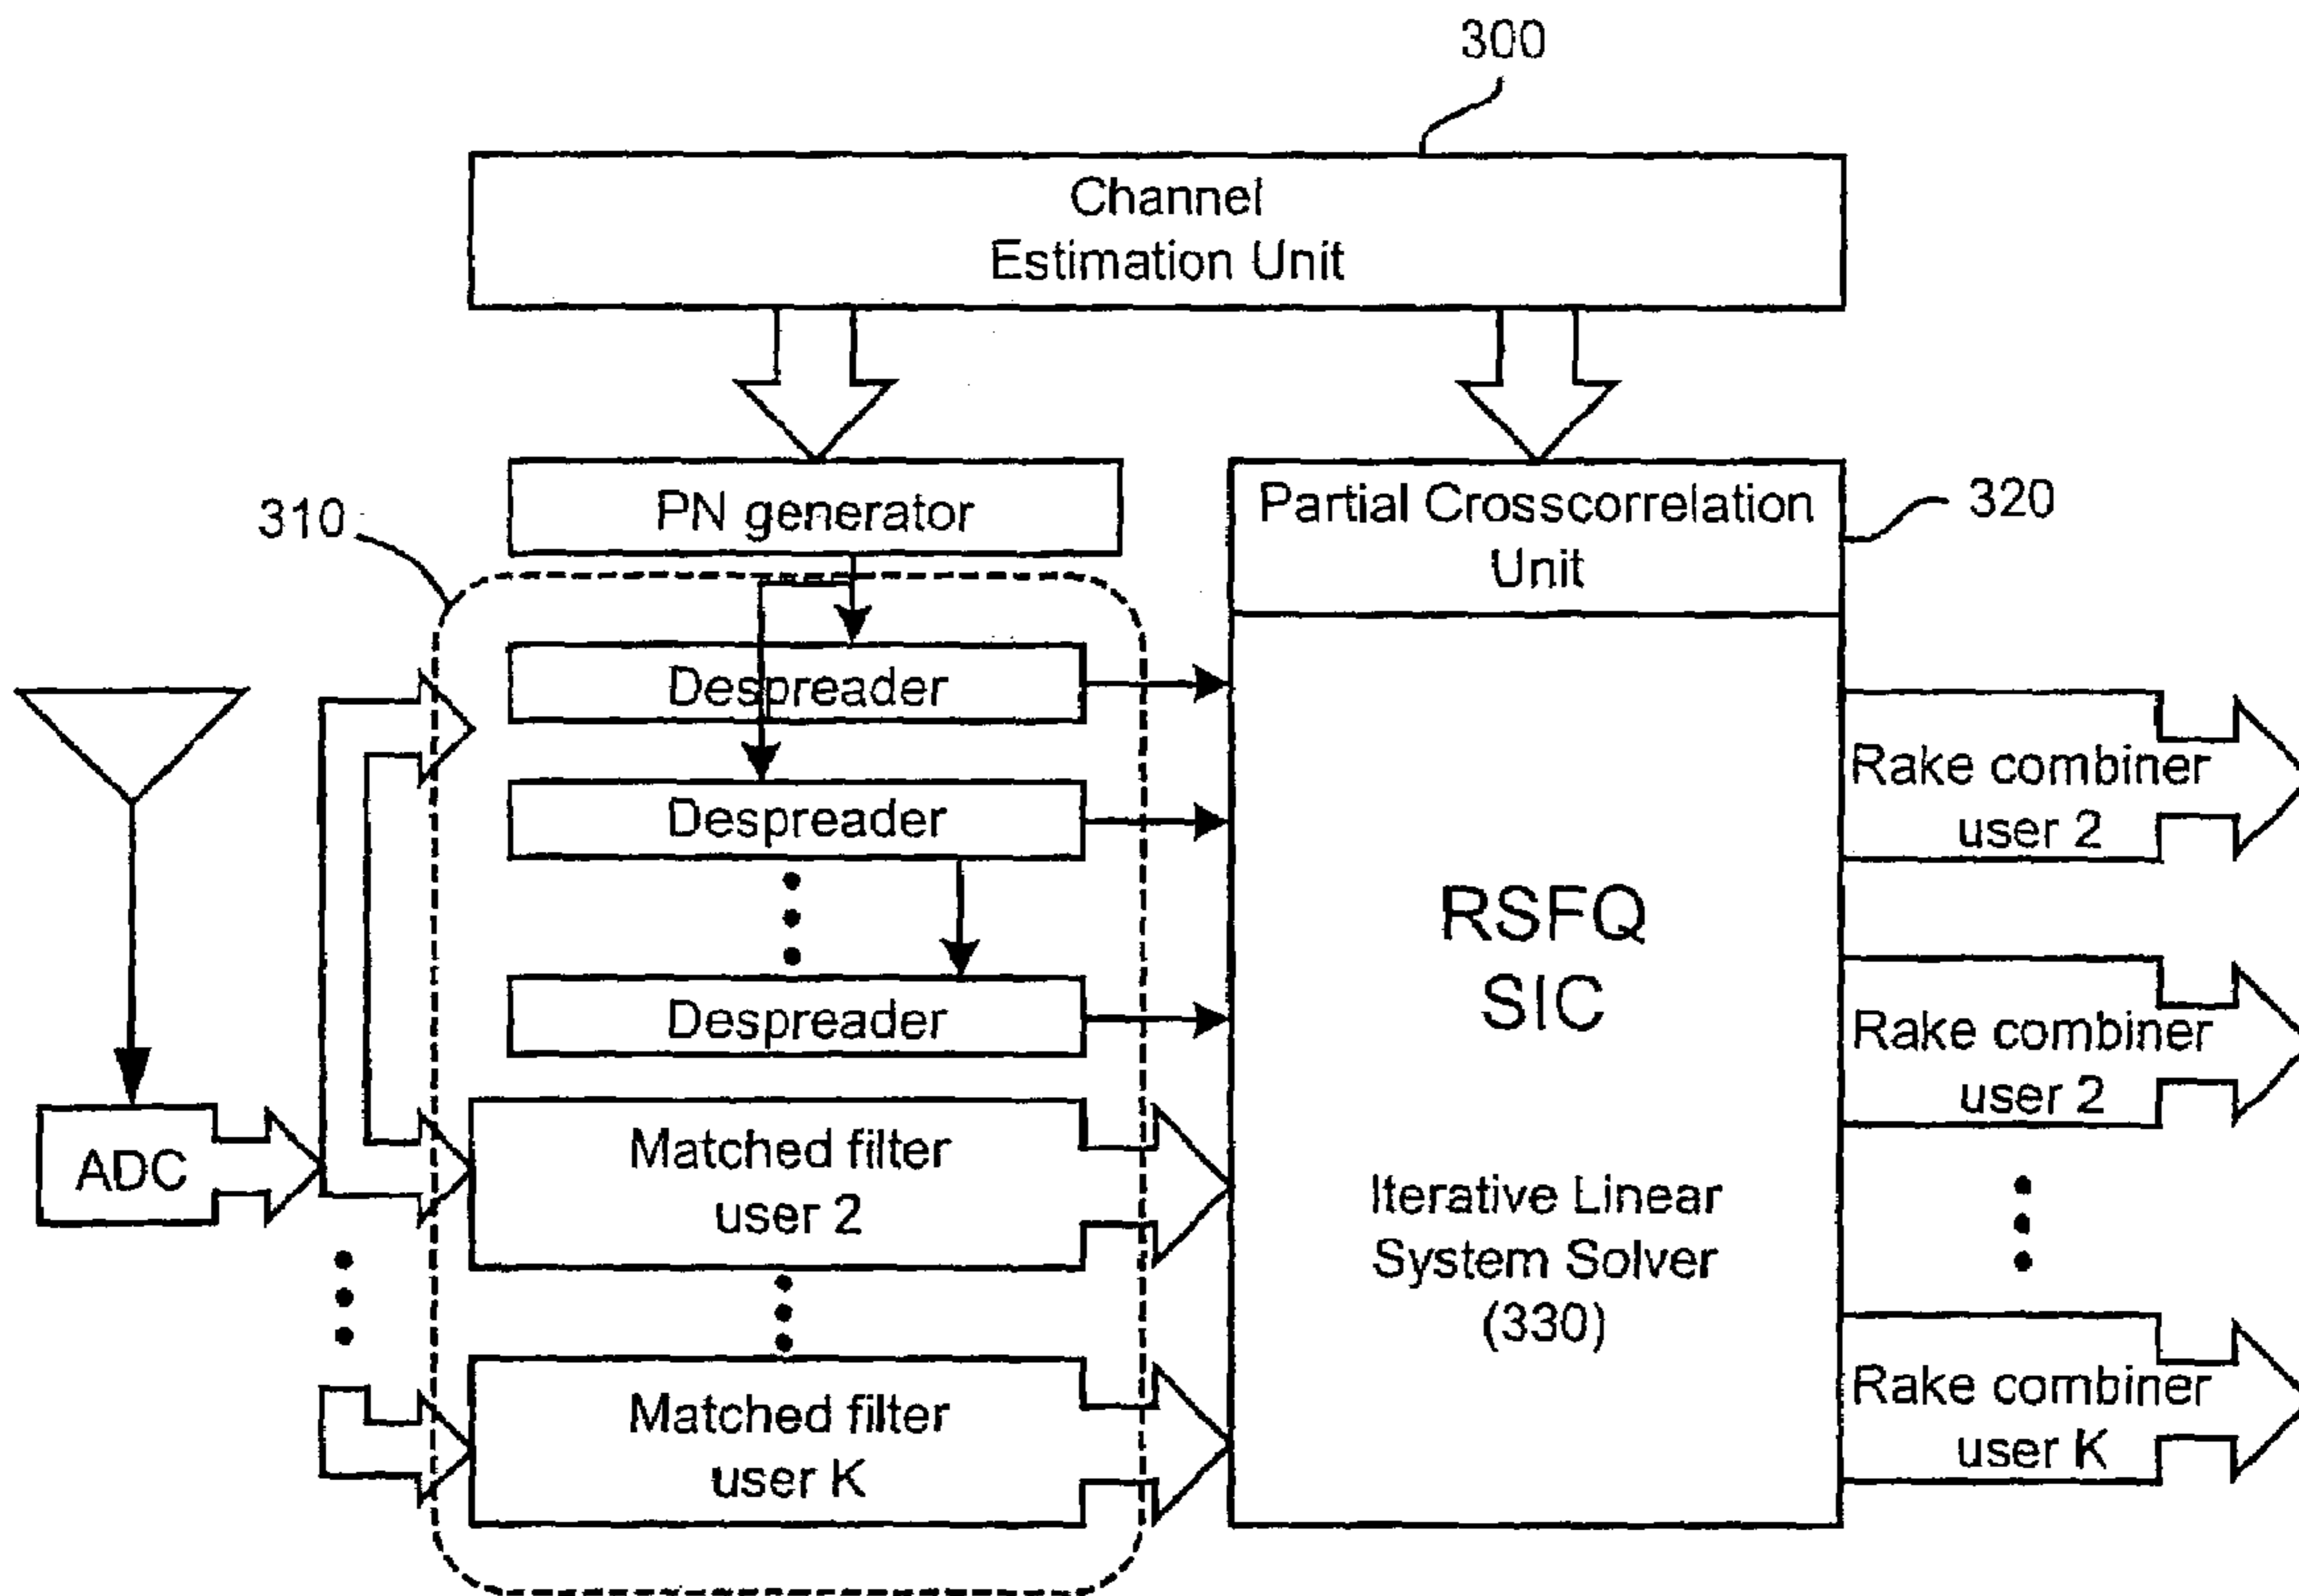 300
Channel
Estimation Unit
310
PN generator
Partial Crosscorrelation
Unit
320
Despreader
Despreader
Despreader
ADC
Matched filter
user 2
Matched filter
user K
RSFQ
SIC
Iterative Linear
System Solver
(330)
Rake combiner
user 2
Rake combiner
user 2
Rake combiner
user K